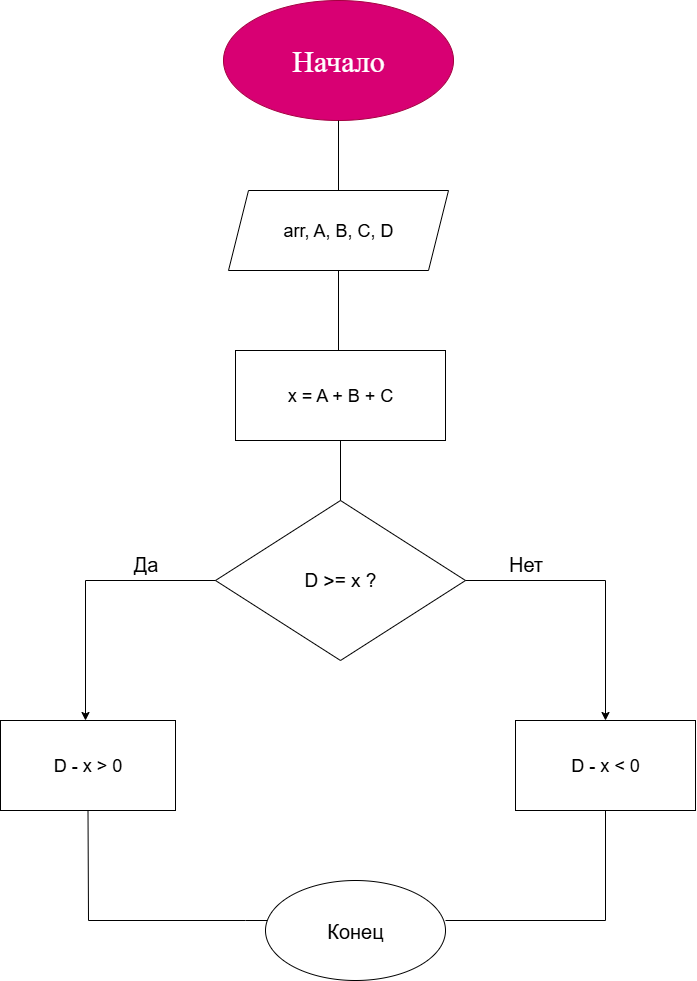 Начало
arr, A, B, C, D
x = A + B + C
Да
Нет
D >= x ?
D - x > 0
D - x < 0
Конец